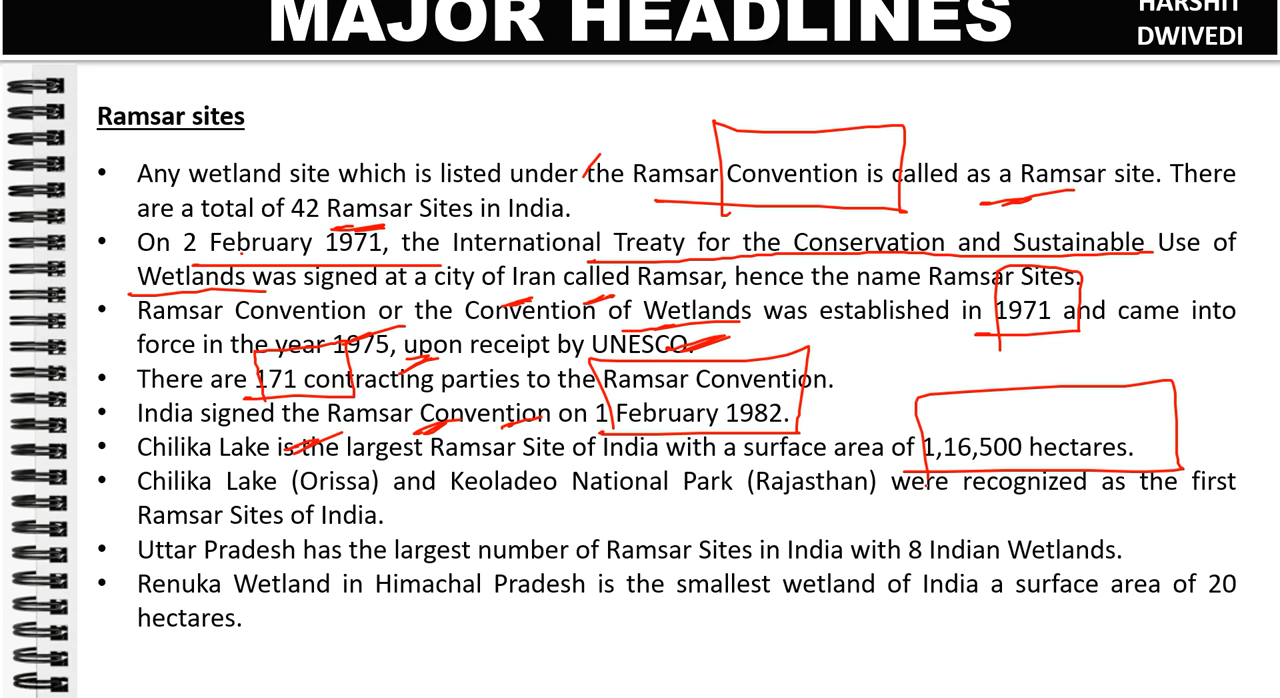 MAJOR HEADLINES
HARSHIT
DWIVEDI
Ramsar sites
• Any wetland site which is listed under the Ramsar Convention is called as a Ramsar site. There
are a total of 42 Ramsar Sites in India.
• On 2 February 1971, the International Treaty for the Conservation and Sustainable Use of
Wetlands was signed at a city of Iran called Ramsar, hence the name Ramsar Sites.
• Ramsar Convention or the Convention of Wetlands was established in 1971 and came into
force in the year 1975, upon receipt by UNESCO.
• There are 171 contracting parties to the Ramsar Convention.
• India signed the Ramsar Convention on 1 February 1982.
• Chilika Lake is the largest Ramsar Site of India with a surface area of 1,16,500 hectares.
• Chilika Lake (Orissa) and Keoladeo National Park (Rajasthan) were recognized as the first
Ramsar Sites of India.
• Uttar Pradesh has the largest number of Ramsar Sites in India with 8 Indian Wetlands.
• Renuka Wetland in Himachal Pradesh is the smallest wetland of India a surface area of 20
hectares.